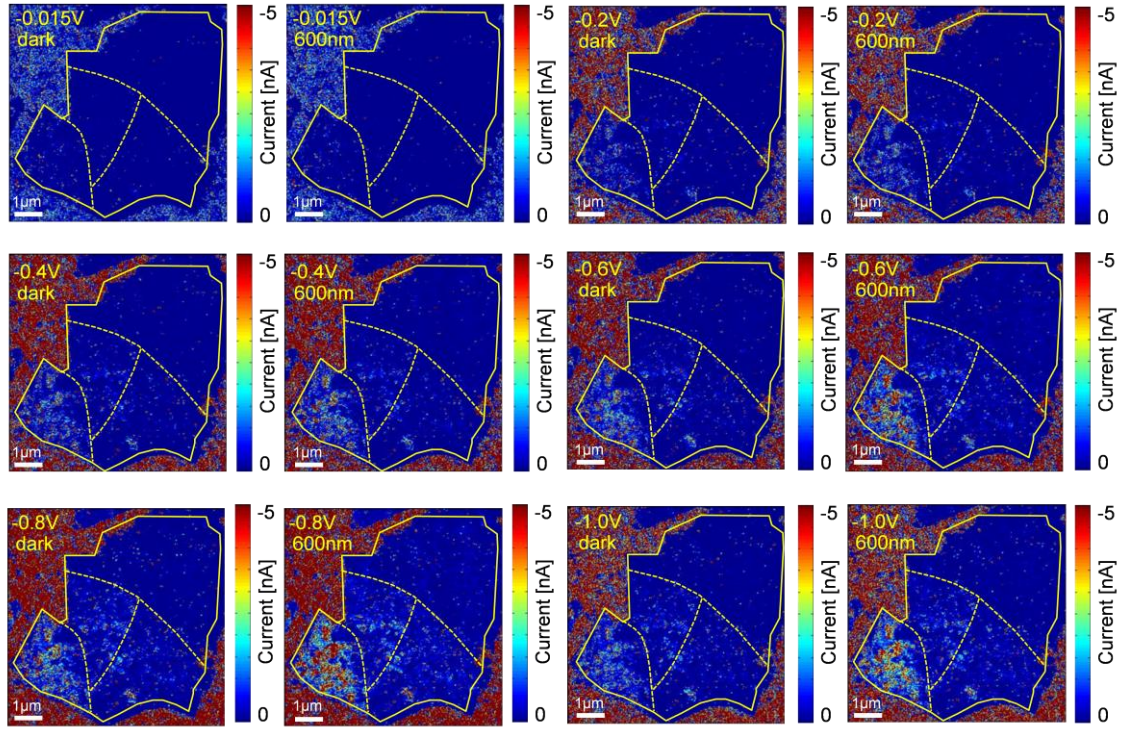 -0.015V
dark
-5
Current [nA]
0
1μm
-0.015V
600nm
-5
Current [nA]
0
1μm
-0.2V
dark
-5
Current [nA]
0
1μm
-0.2V
600nm
-5
Current [nA]
0
1μm
-0.4V
dark
-5
Current [nA]
0
1μm
-0.4V
600nm
-5
Current [nA]
0
1μm
-0.6V
dark
-5
Current [nA]
0
1μm
-0.6V
600nm
-5
Current [nA]
0
1μm
-0.8V
dark
-5
Current [nA]
0
1μm
-0.8V
600nm
-5
Current [nA]
0
1μm
-1.0V
dark
-5
Current [nA]
0
1μm
-1.0V
600nm
-5
Current [nA]
0
1μm